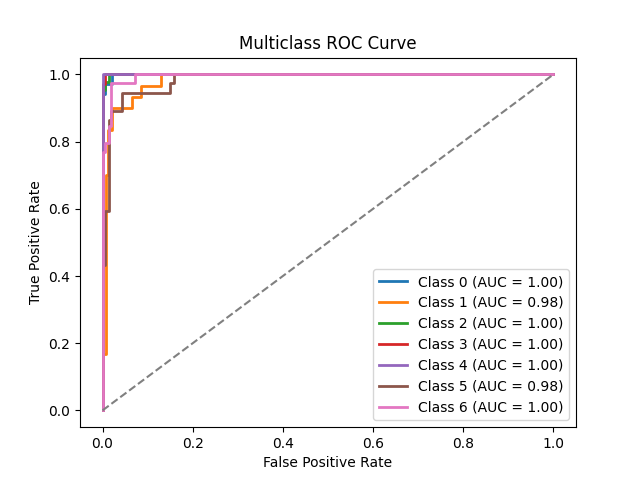 Multiclass ROC Curve
True Positive Rate
1.0
0.8
0.6
0.4
0.2
0.0
Class 0 (AUC = 1.00)
Class 1 (AUC = 0.98)
Class 2 (AUC = 1.00)
Class 3 (AUC = 1.00)
Class 4 (AUC = 1.00)
Class 5 (AUC = 0.98)
Class 6 (AUC = 1.00)
0.0 0.2 0.4 0.6 0.8 1.0
False Positive Rate